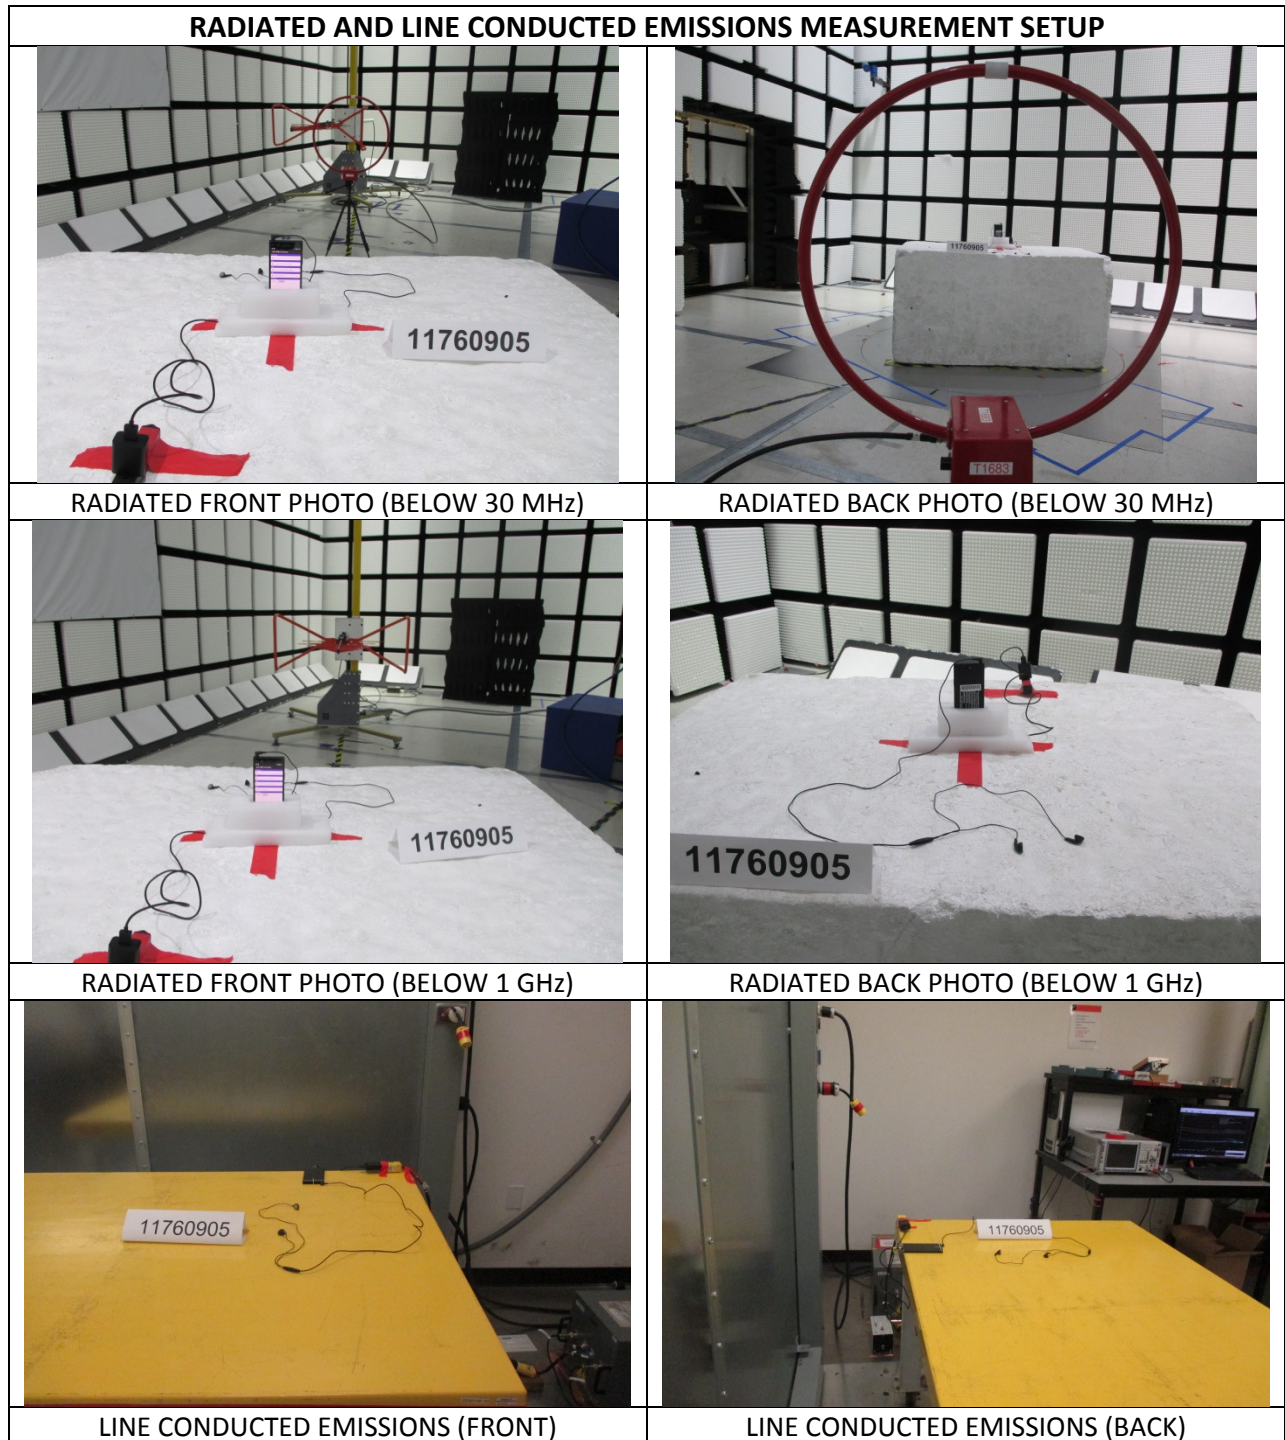 RADIATED AND LINE CONDUCTED EMISSIONS MEASUREMENT SETUP
11760905
11760905
T1683
RADIATED FRONT PHOTO (BELOW 30 MHz)
RADIATED BACK PHOTO (BELOW 30 MHz)
11760905
11760905
RADIATED FRONT PHOTO (BELOW 1 GHz)
RADIATED BACK PHOTO (BELOW 1 GHz)
11760905
11760905
LINE CONDUCTED EMISSIONS (FRONT)
LINE CONDUCTED EMISSIONS (BACK)